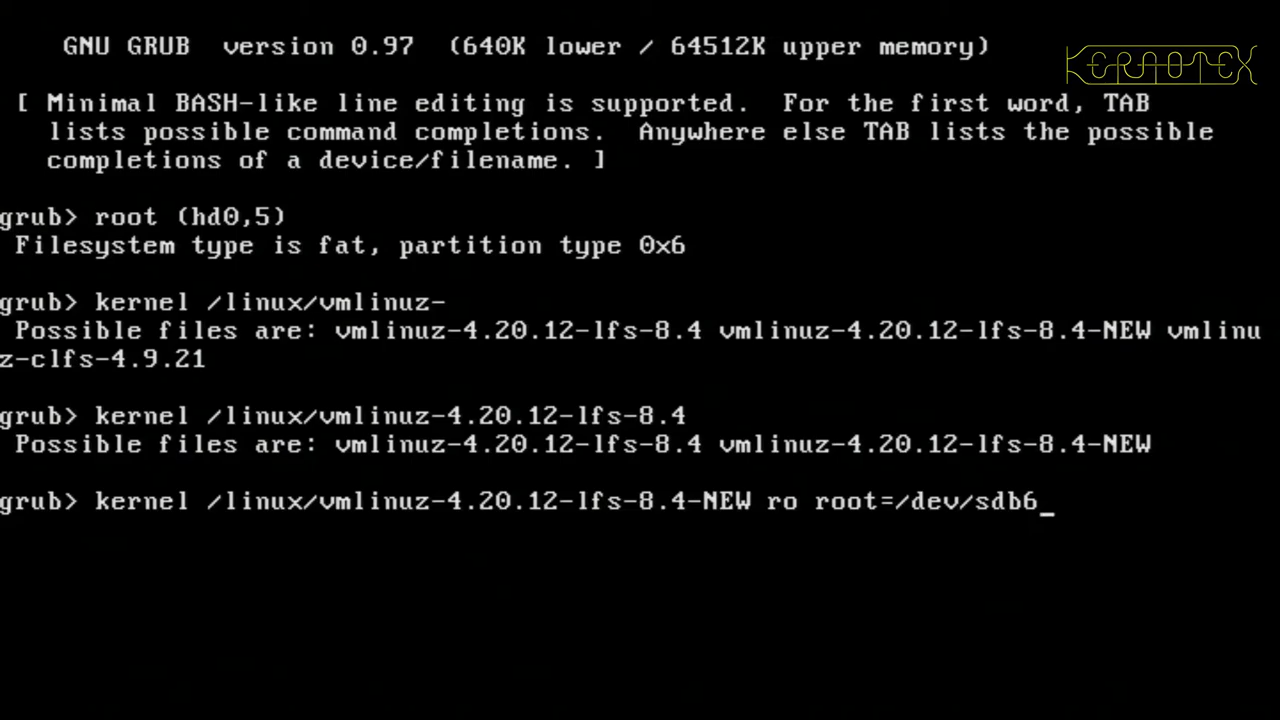 GNU GRUB version 0.97 (640K lower / 64512K upper memory)
KERNOTEX
[ Minimal BASH-like line editing is supported. For the first word, TAB
lists possible command completions. Anywhere else TAB lists the possible
completions of a device/filename. ]
grub> root (hd0,5)
Filesystem type is fat, partition type 0x6
grub> kernel /linux/vmlinuz-
Possible files are: vmlinuz-4.20.12-lfs-8.4 vmlinuz-4.20.12-lfs-8.4-NEW vmlinu
z-clfs-4.9.21
grub> kernel /linux/vmlinuz-4.20.12-lfs-8.4
Possible files are: vmlinuz-4.20.12-lfs-8.4 vmlinuz-4.20.12-lfs-8.4-NEW
grub> kernel /linux/vmlinuz-4.20.12-lfs-8.4-NEW ro root=/dev/sdb6_